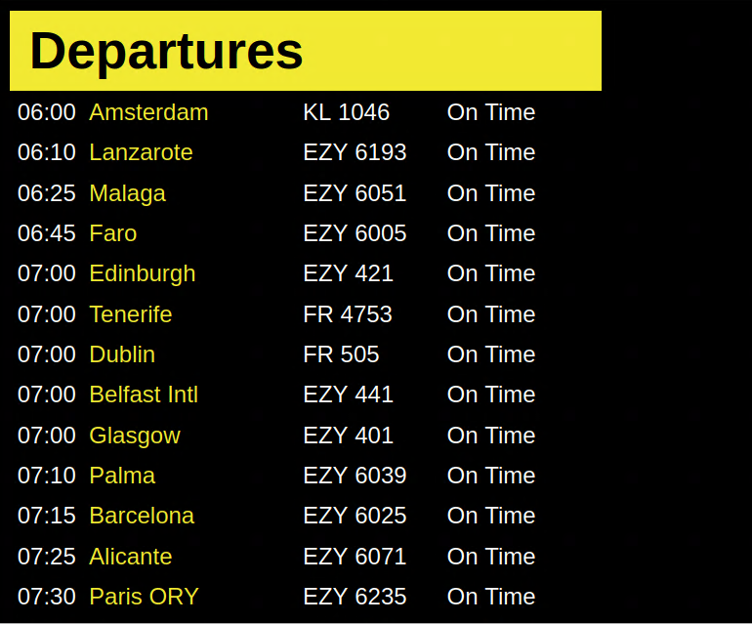 Departures
06:00 Amsterdam KL 1046 On Time
06:10 Lanzarote EZY 6193 On Time
06:25 Malaga EZY 6051 On Time
06:45 Faro EZY 6005 On Time
07:00 Edinburgh EZY 421 On Time
07:00 Tenerife FR 4753 On Time
07:00 Dublin FR 505 On Time
07:00 Belfast Intl EZY 441 On Time
07:00 Glasgow EZY 401 On Time
07:10 Palma EZY 6039 On Time
07:15 Barcelona EZY 6025 On Time
07:25 Alicante EZY 6071 On Time
07:30 Paris ORY EZY 6235 On Time